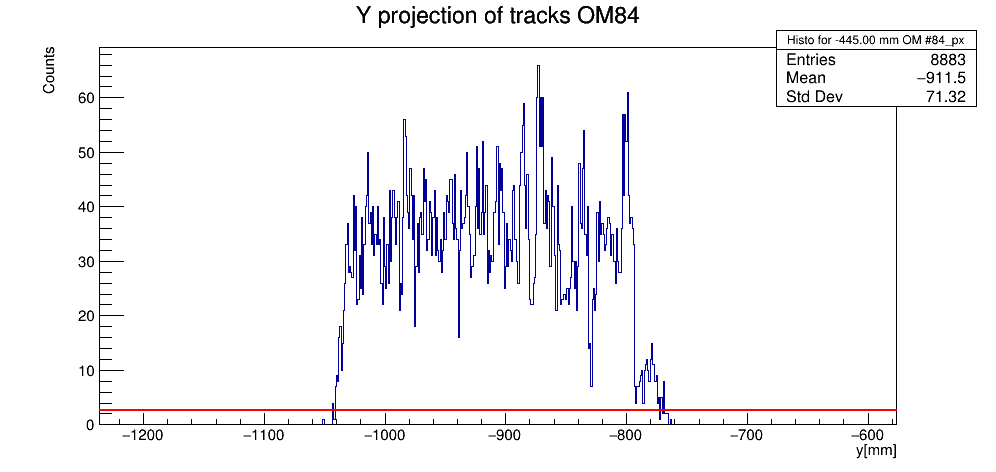 Y projection of tracks OM84
Histo for -445.00 mm OM #84_px
Entries 8883
Mean −911.5
Std Dev 71.32
Counts
60
50
40
30
20
10
0
−1200 −1100 −1000 −900 −800 −700 −600
y[mm]